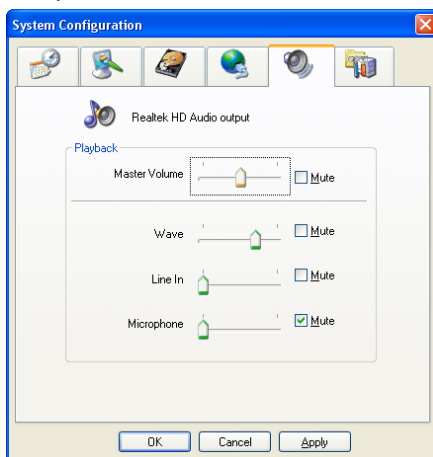 System Configuration
Realtek HD Audio output
Playback
Master Volume Mute
Wave Mute
Line In Mute
Microphone Mute
OK Cancel Apply